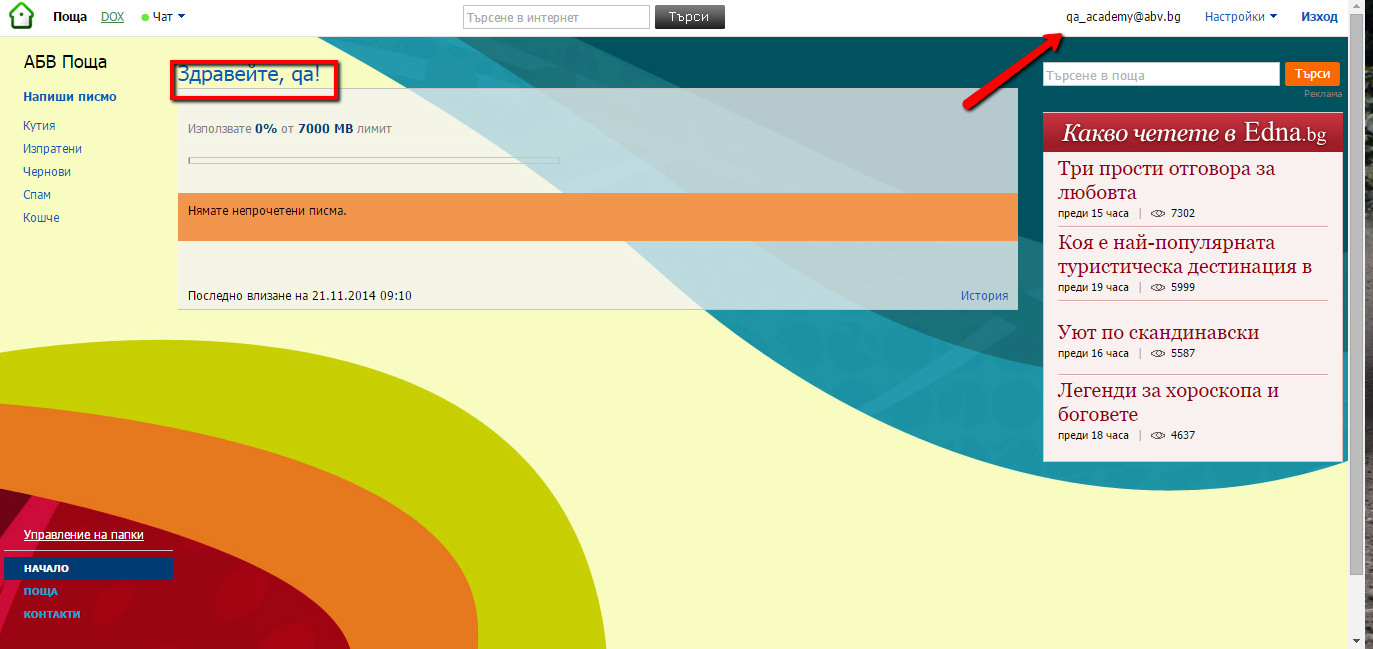 Поща DOX Чат
Търсене в интернет Търси
qa_academy@abv.bg Настройки Изход
АБВ Поща
Напиши писмо
Кутия
Изпратени
Чернови
Спам
Кошче
Здравейте, qa!
Използвате 0% от 7000 MB лимит
Нямате непрочетени писма.
Последно влизане на 21.11.2014 09:10 История
Търсене в поща Търси
Реклама
Какво четете в Edna.bg
Три прости отговора за
любовта
преди 15 часа | 7302
Коя е най-популярната
туристическа дестинация в
преди 19 часа | 5999
Уют по скандинавски
преди 16 часа | 5587
Легенди за хороскопа и
боговете
преди 18 часа | 4637
Управление на папки
НАЧАЛО
ПОЩА
КОНТАКТИ